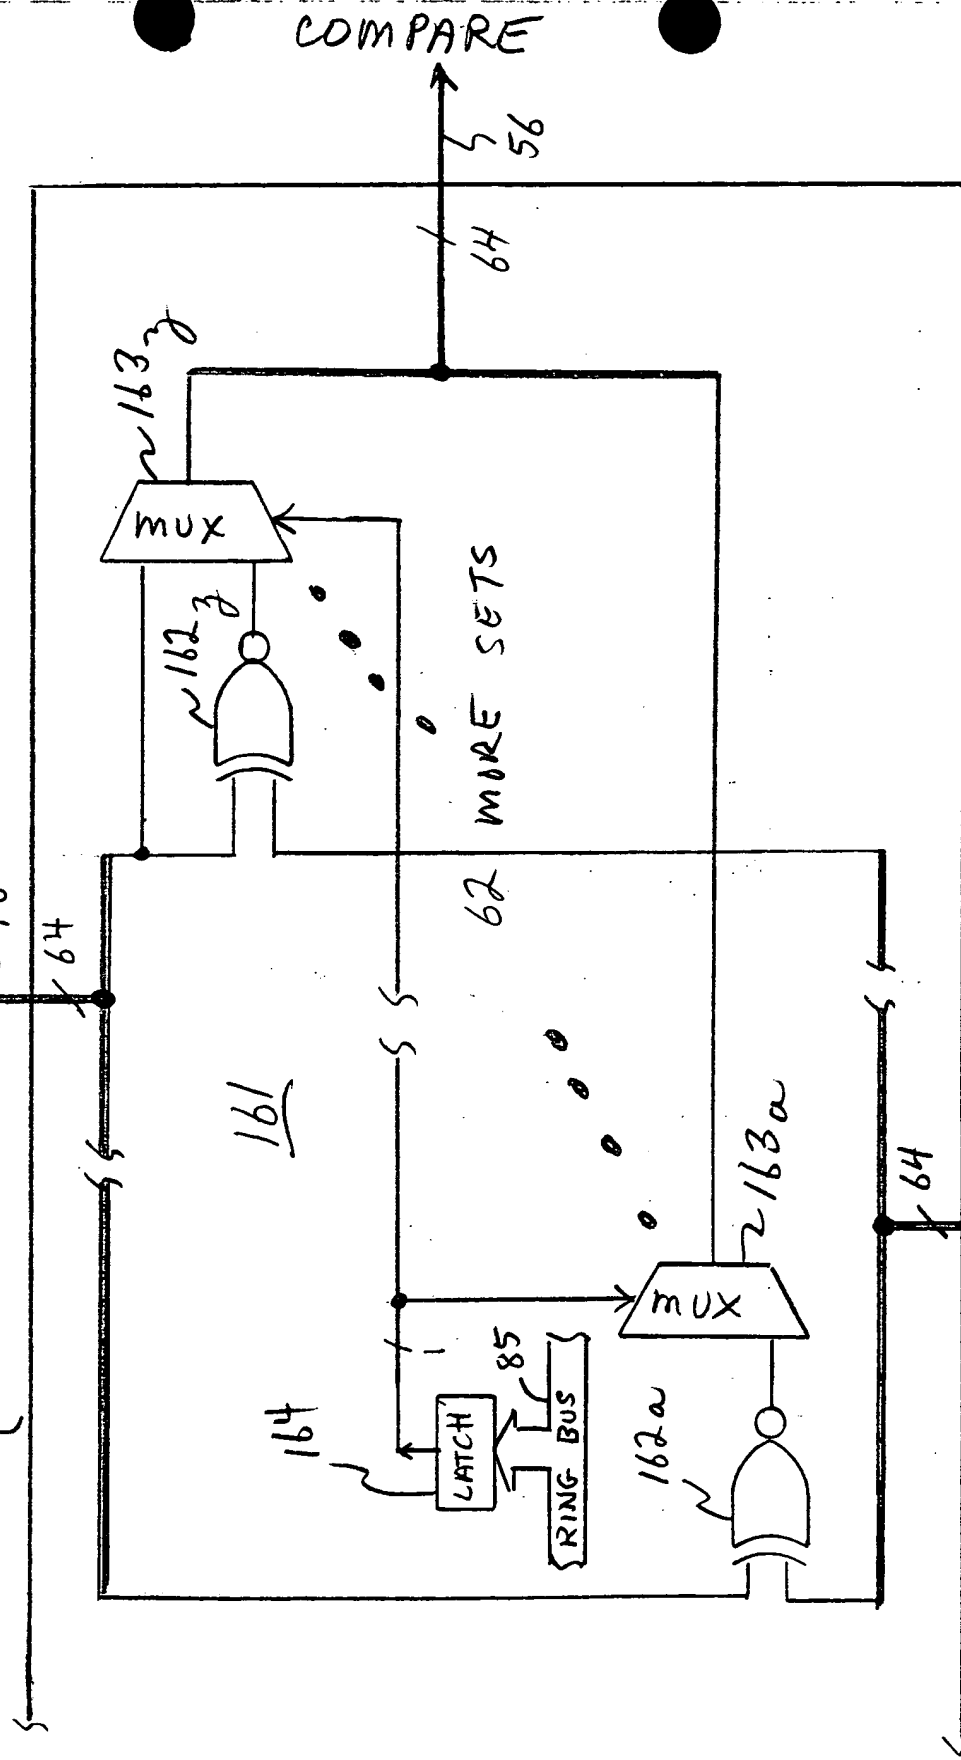 COMPARE
56
64
163z
MUX
162z
62 MORE SETS
64
161
163a
MUX
64
1
85
164
LATCH
RING BUS
162a